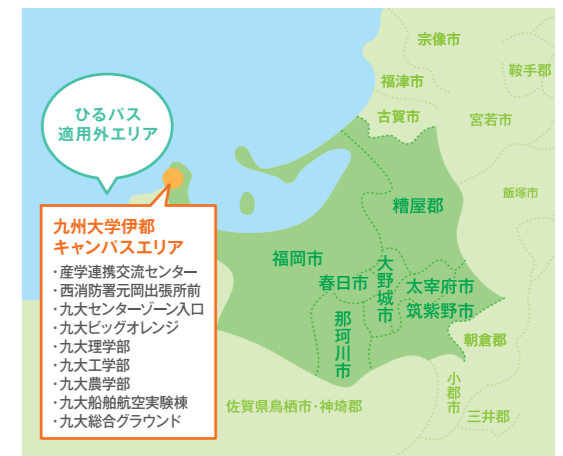 宗像市
鞍手郡
福津市
古賀市
宮若市
ひるパス
適用外エリア
飯塚市
糟屋郡
九州大学伊都
キャンパスエリア
・産学連携交流センター
・西消防署元岡出張所前
・九大センターゾーン入口
・九大ビッグオレンジ
・九大理学部
・九大工学部
・九大農学部
・九大船舶航空実験棟
・九大総合グラウンド
福岡市
春日市
大野城市
太宰府市
筑紫野市
那珂川市
朝倉郡
小郡市
三井郡
佐賀県鳥栖市・神埼郡